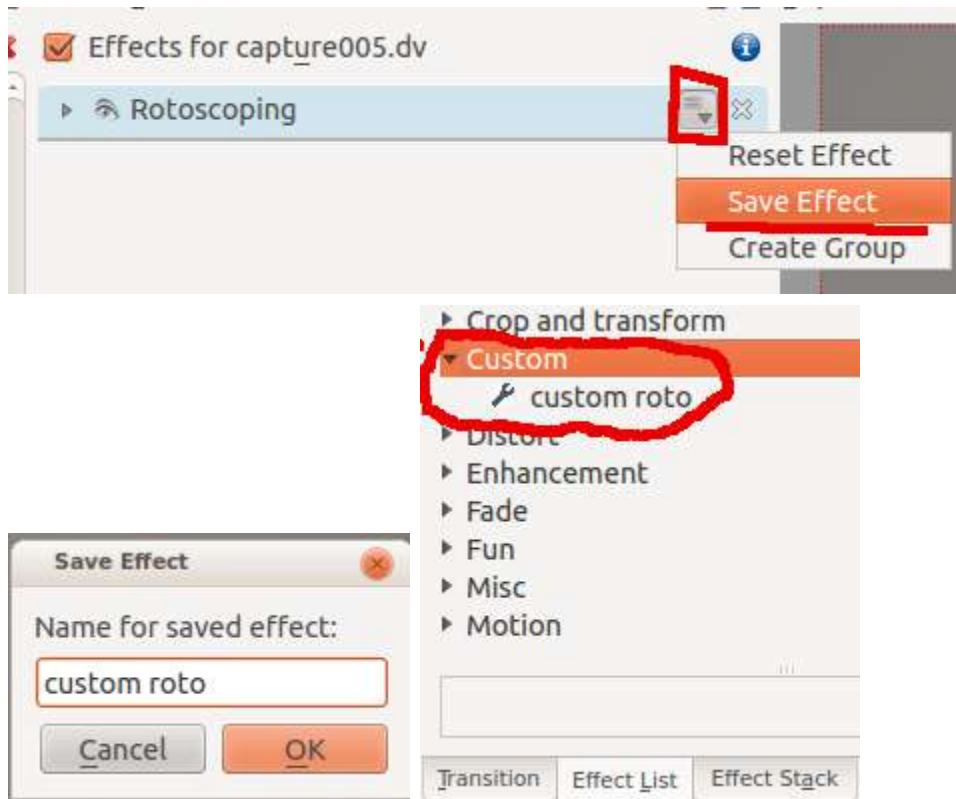 Effects for capture005.dv
Rotoscoping
Reset Effect
Save Effect
Create Group
Crop and transform
Custom
custom roto
Distort
Enhancement
Fade
Fun
Misc
Motion
Save Effect
Name for saved effect:
custom roto
Cancel OK
Transition Effect List Effect Stack